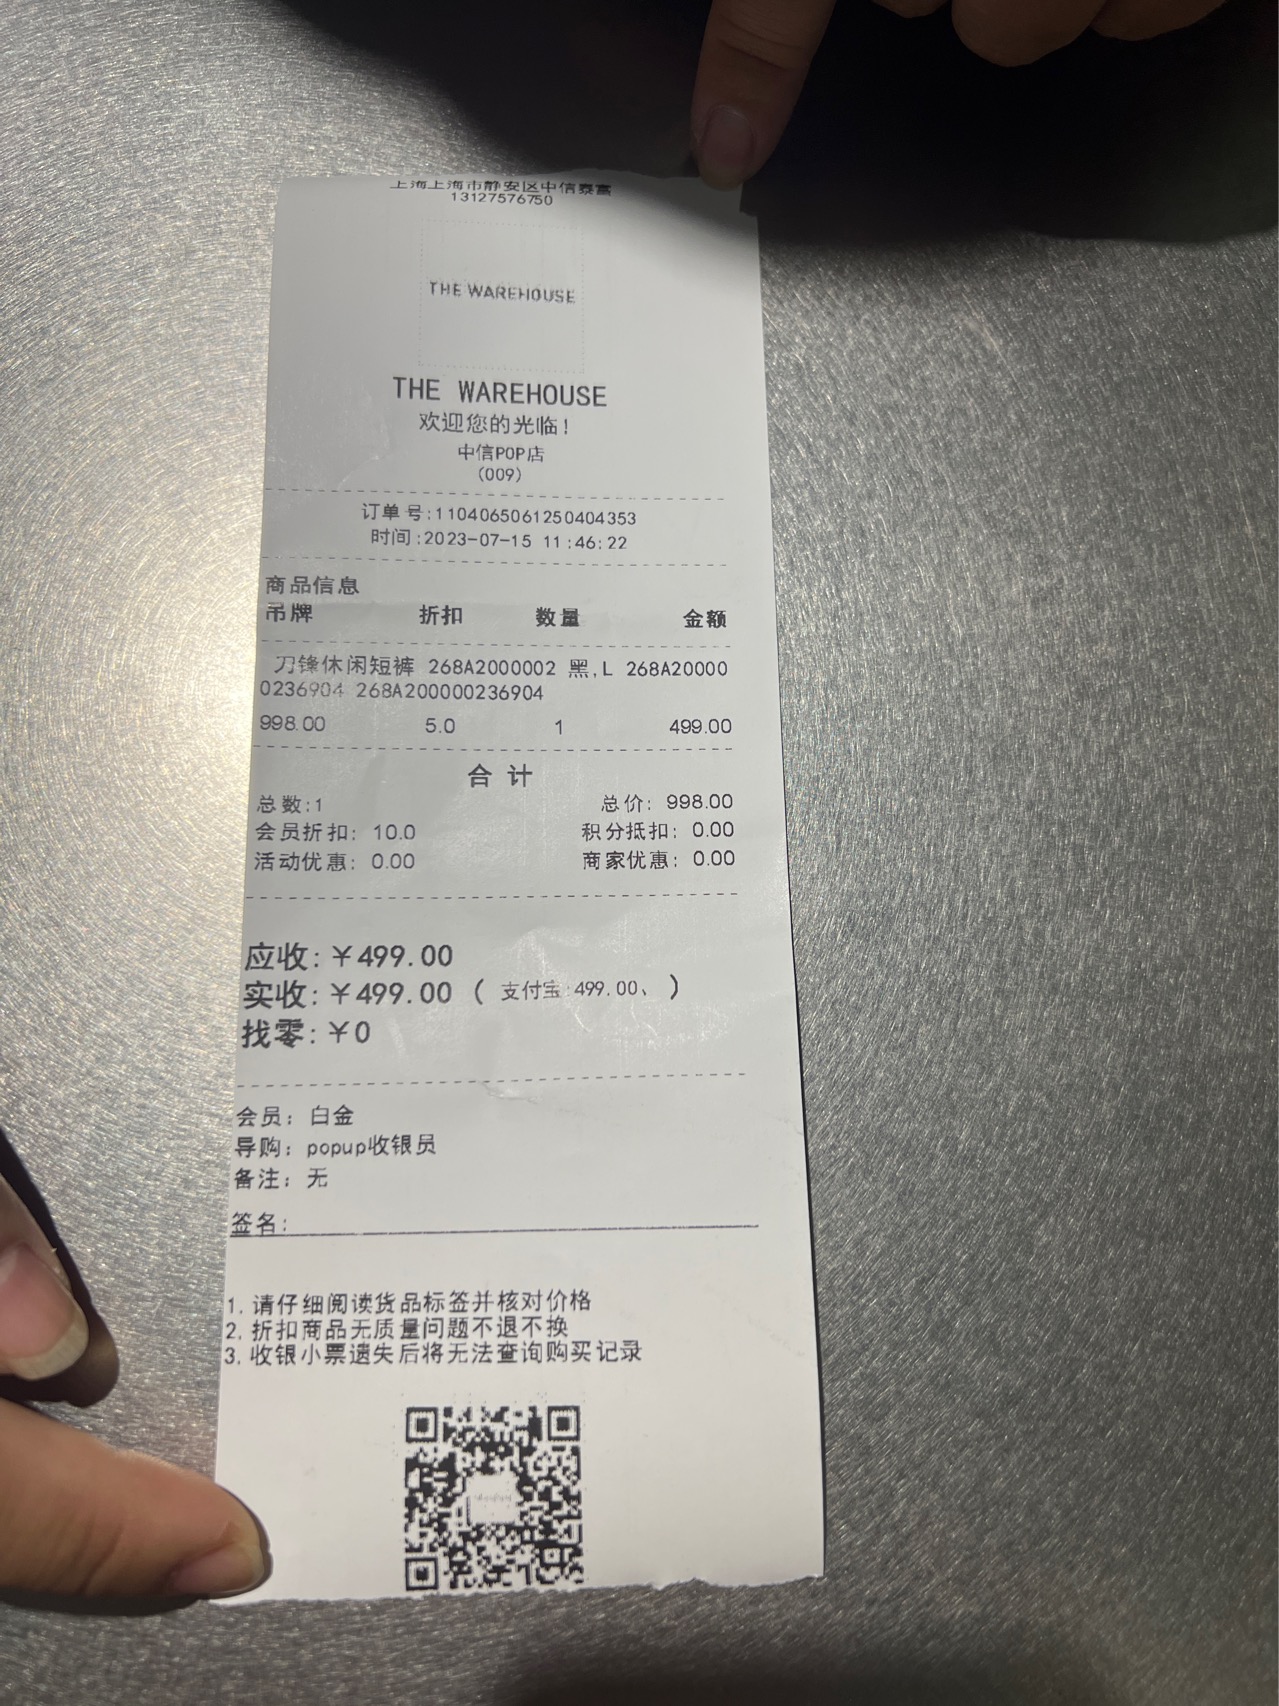 上海上海市静安区中信泰富
13127576750
THE WAREHOUSE
THE WAREHOUSE
欢迎您的光临！
中信POP店
(009)
订单号:1104065061250404353
时间:2023-07-15 11:46:22
商品信息
吊牌 折扣 数量 金额
刀锋休闲短裤 268A2000002 黑,L 268A20000
0236904 268A200000236904
998.00 5.0 1 499.00
合计
总数:1 总价: 998.00
会员折扣: 10.0 积分抵扣: 0.00
活动优惠: 0.00 商家优惠: 0.00
应收:￥499.00
实收:￥499.00 ( 支付宝:499.00、 )
找零:￥0
会员: 白金
导购: popup收银员
备注: 无
签名:
1. 请仔细阅读货品标签并核对价格
2. 折扣商品无质量问题不退不换
3. 收银小票遗失后将无法查询购买记录